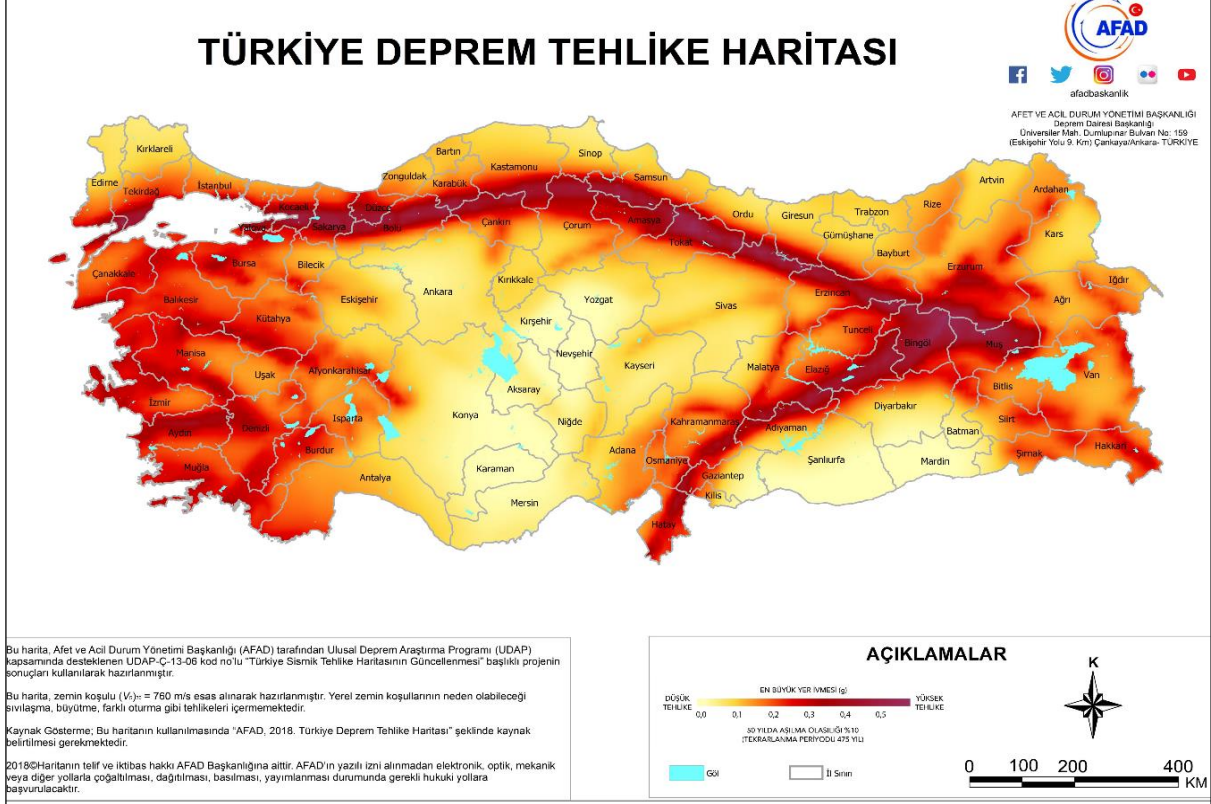 TÜRKİYE DEPREM TEHLİKE HARİTASI
AFAD
afadbaskanlik
AFET VE ACİL DURUM YÖNETİMİ BAŞKANLIĞI
Deprem Dairesi Başkanlığı
Üniversiler Mah. Dumlupınar Bulvarı No: 159
(Eskişehir Yolu 9. Km) Çankaya/Ankara- TÜRKİYE
Kırklareli
Edirne
Tekirdağ
İstanbul
Kocaeli
Yalova
Sakarya
Düzce
Bolu
Zonguldak
Bartın
Karabük
Kastamonu
Sinop
Samsun
Çankırı
Çorum
Amasya
Tokat
Ordu
Giresun
Trabzon
Gümüşhane
Bayburt
Rize
Artvin
Ardahan
Kars
Iğdır
Ağrı
Erzurum
Erzincan
Çanakkale
Balıkesir
Bursa
Bilecik
Eskişehir
Kütahya
Ankara
Kırıkkale
Kırşehir
Yozgat
Sivas
Nevşehir
Kayseri
Malatya
Tunceli
Elazığ
Bingöl
Muş
Bitlis
Van
Manisa
Uşak
Afyonkarahisar
İzmir
Aydın
Denizli
Isparta
Burdur
Muğla
Antalya
Konya
Aksaray
Niğde
Karaman
Mersin
Adana
Kahramanmaraş
Osmaniye
Hatay
Gaziantep
Kilis
Adıyaman
Şanlıurfa
Diyarbakır
Mardin
Batman
Siirt
Şırnak
Hakkari
Bu harita, Afet ve Acil Durum Yönetimi Başkanlığı (AFAD) tarafından Ulusal Deprem Araştırma Programı (UDAP)
kapsamında desteklenen UDAP-Ç-13-06 kod no'lu "Türkiye Sismik Tehlike Haritasının Güncellenmesi" başlıklı projenin
sonuçları kullanılarak hazırlanmıştır.
Bu harita, zemin koşulu (Vs)30 = 760 m/s esas alınarak hazırlanmıştır. Yerel zemin koşullarının neden olabileceği
sıvılaşma, büyütme, farklı oturma gibi tehlikeleri içermemektedir.
Kaynak Gösterme; Bu haritanın kullanılmasında "AFAD, 2018. Türkiye Deprem Tehlike Haritası" şeklinde kaynak
belirtilmesi gerekmektedir.
2018©Haritanın telif ve iktibas hakkı AFAD Başkanlığına aittir. AFAD'ın yazılı izni alınmadan elektronik, optik, mekanik
veya diğer yollarla çoğaltılması, dağıtılması, basılması, yayımlanması durumunda gerekli hukuki yollara
başvurulacaktır.
AÇIKLAMALAR
EN BÜYÜK YER İVMESİ (g)
DÜŞÜK TEHLİKE
YÜKSEK TEHLİKE
0,0 0,1 0,2 0,3 0,4 0,5
50 YILDA AŞILMA OLASILIĞI %10
(TEKRARLANMA PERİYODU 475 YIL)
Göl
İl Sınırı
K
0 100 200 400
KM